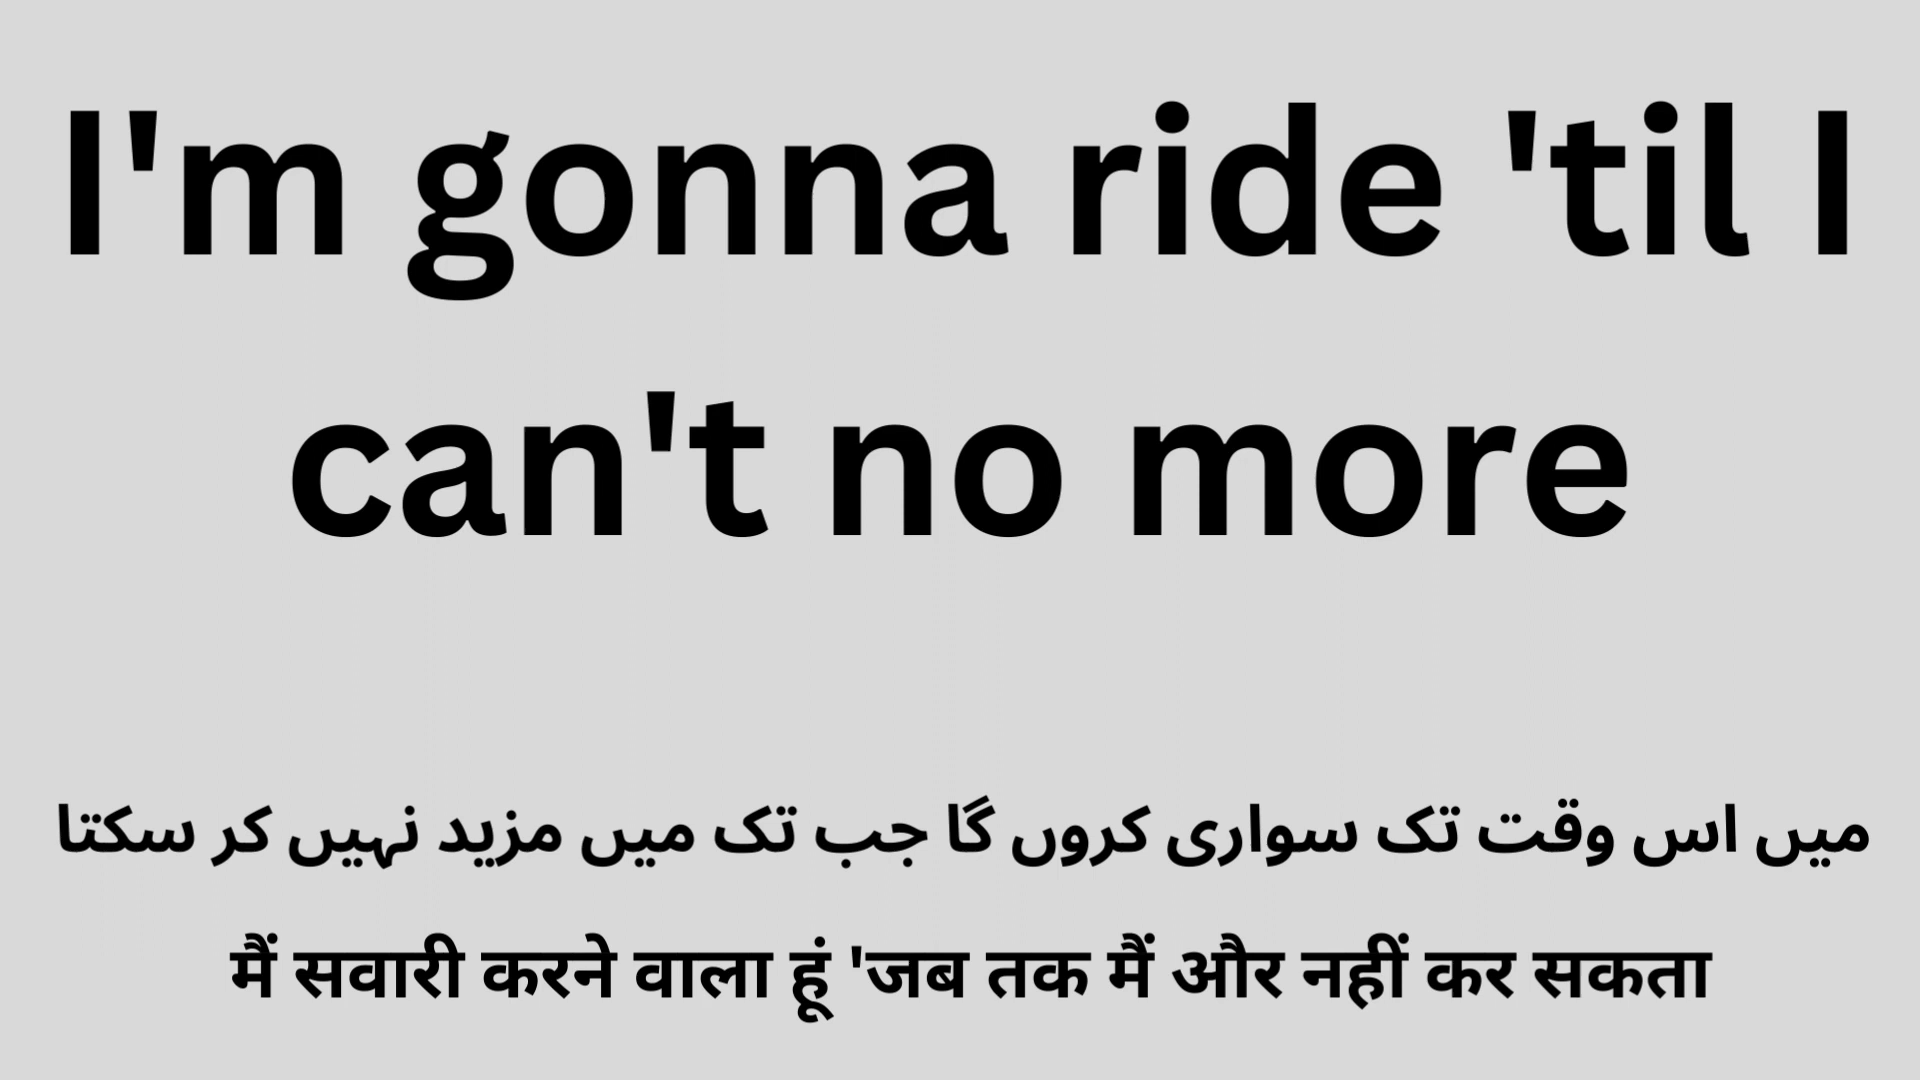 I'm gonna ride 'til I
can't no more
میں اس وقت تک سواری کروں گا جب تک میں مزید نہیں کر سکتا
मैं सवारी करने वाला हूं 'जब तक मैं और नहीं कर सकता